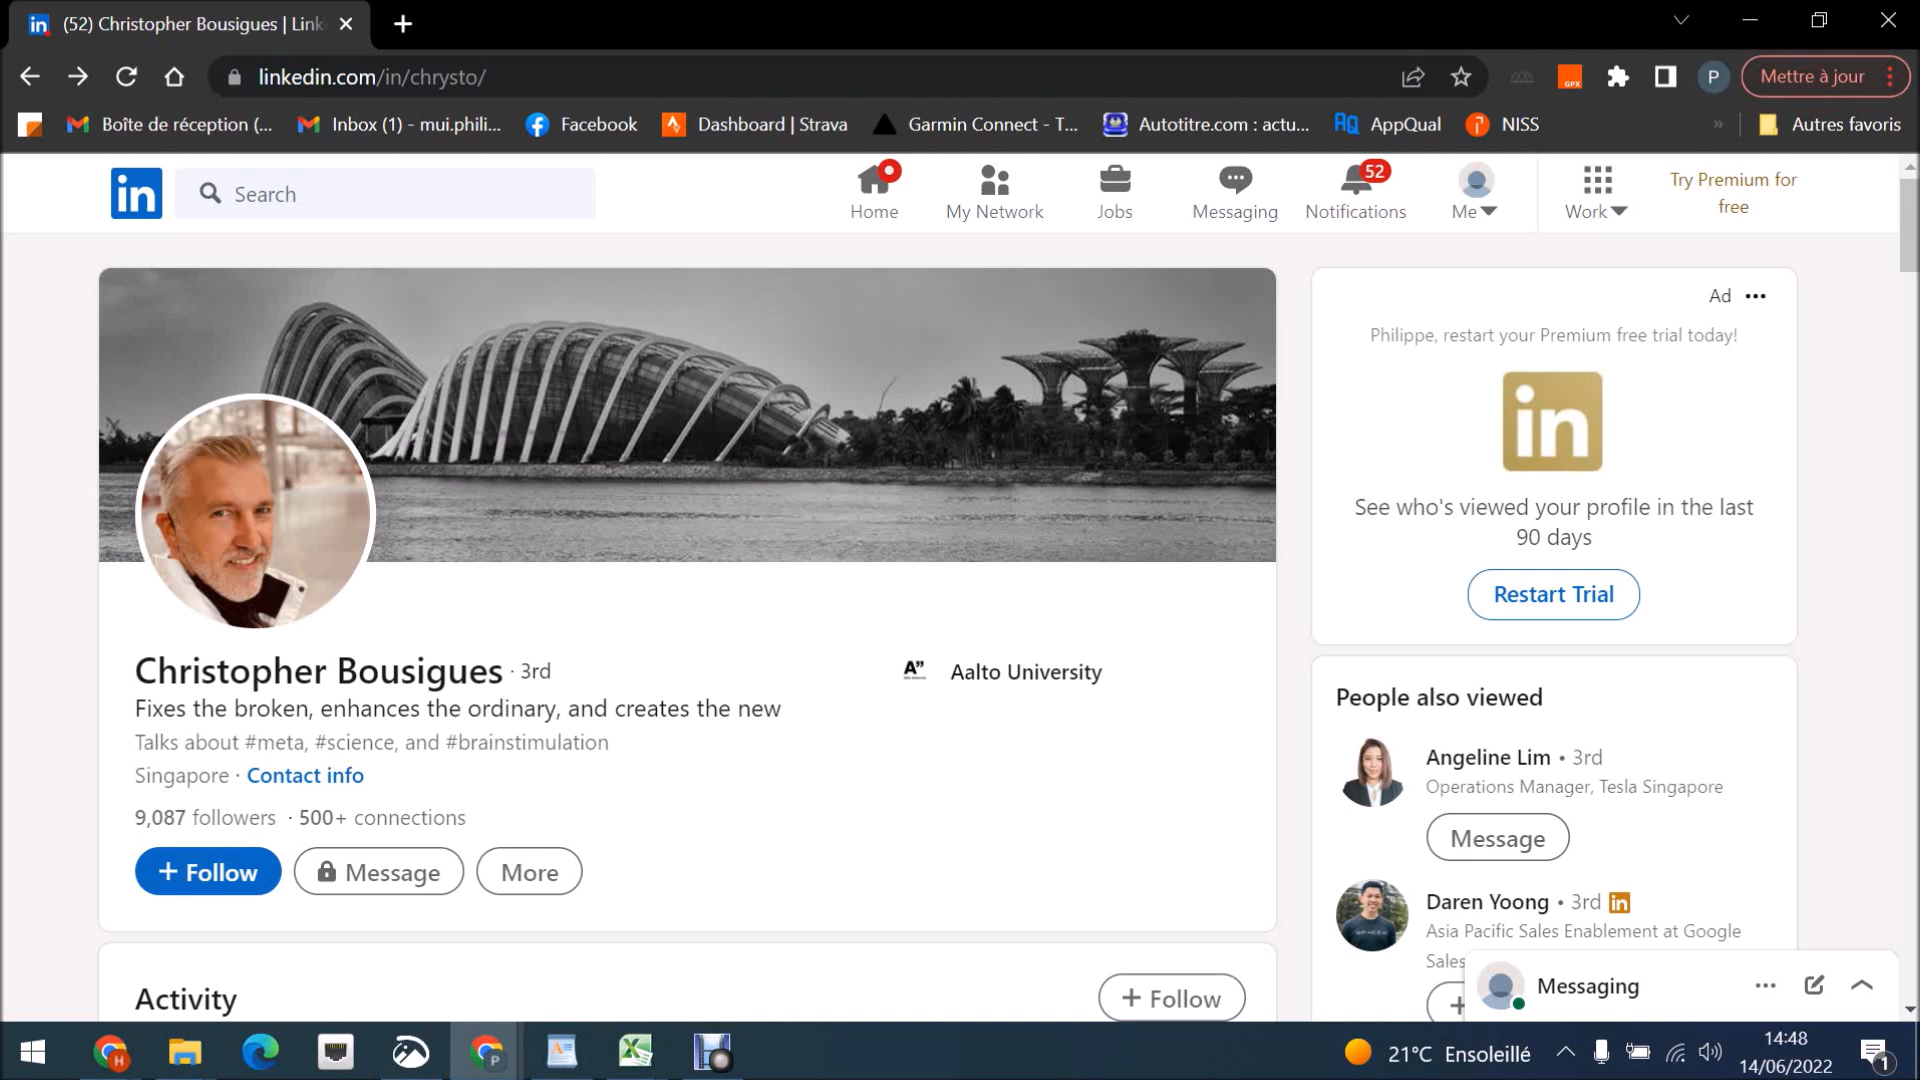 (52) Christopher Bousigues | Link
linkedin.com/in/chrysto/
Mettre à jour
Boîte de réception (...
Inbox (1) - mui.phili...
Facebook
Dashboard | Strava
Garmin Connect - T...
Autotitre.com : actu...
AppQual
NISS
»
Autres favoris
in
Search
Home
My Network
Jobs
Messaging
52
Notifications
Me
Work
Try Premium for
free
Ad
Philippe, restart your Premium free trial today!
in
See who's viewed your profile in the last
90 days
Restart Trial
Christopher Bousigues · 3rd
Aalto University
Fixes the broken, enhances the ordinary, and creates the new
Talks about #meta, #science, and #brainstimulation
Singapore · Contact info
9,087 followers · 500+ connections
+ Follow
Message
More
People also viewed
Angeline Lim • 3rd
Operations Manager, Tesla Singapore
Message
Daren Yoong • 3rd in
Asia Pacific Sales Enablement at Google
Sales
Activity
+ Follow
Messaging
21°C Ensoleillé
14:48
14/06/2022
1